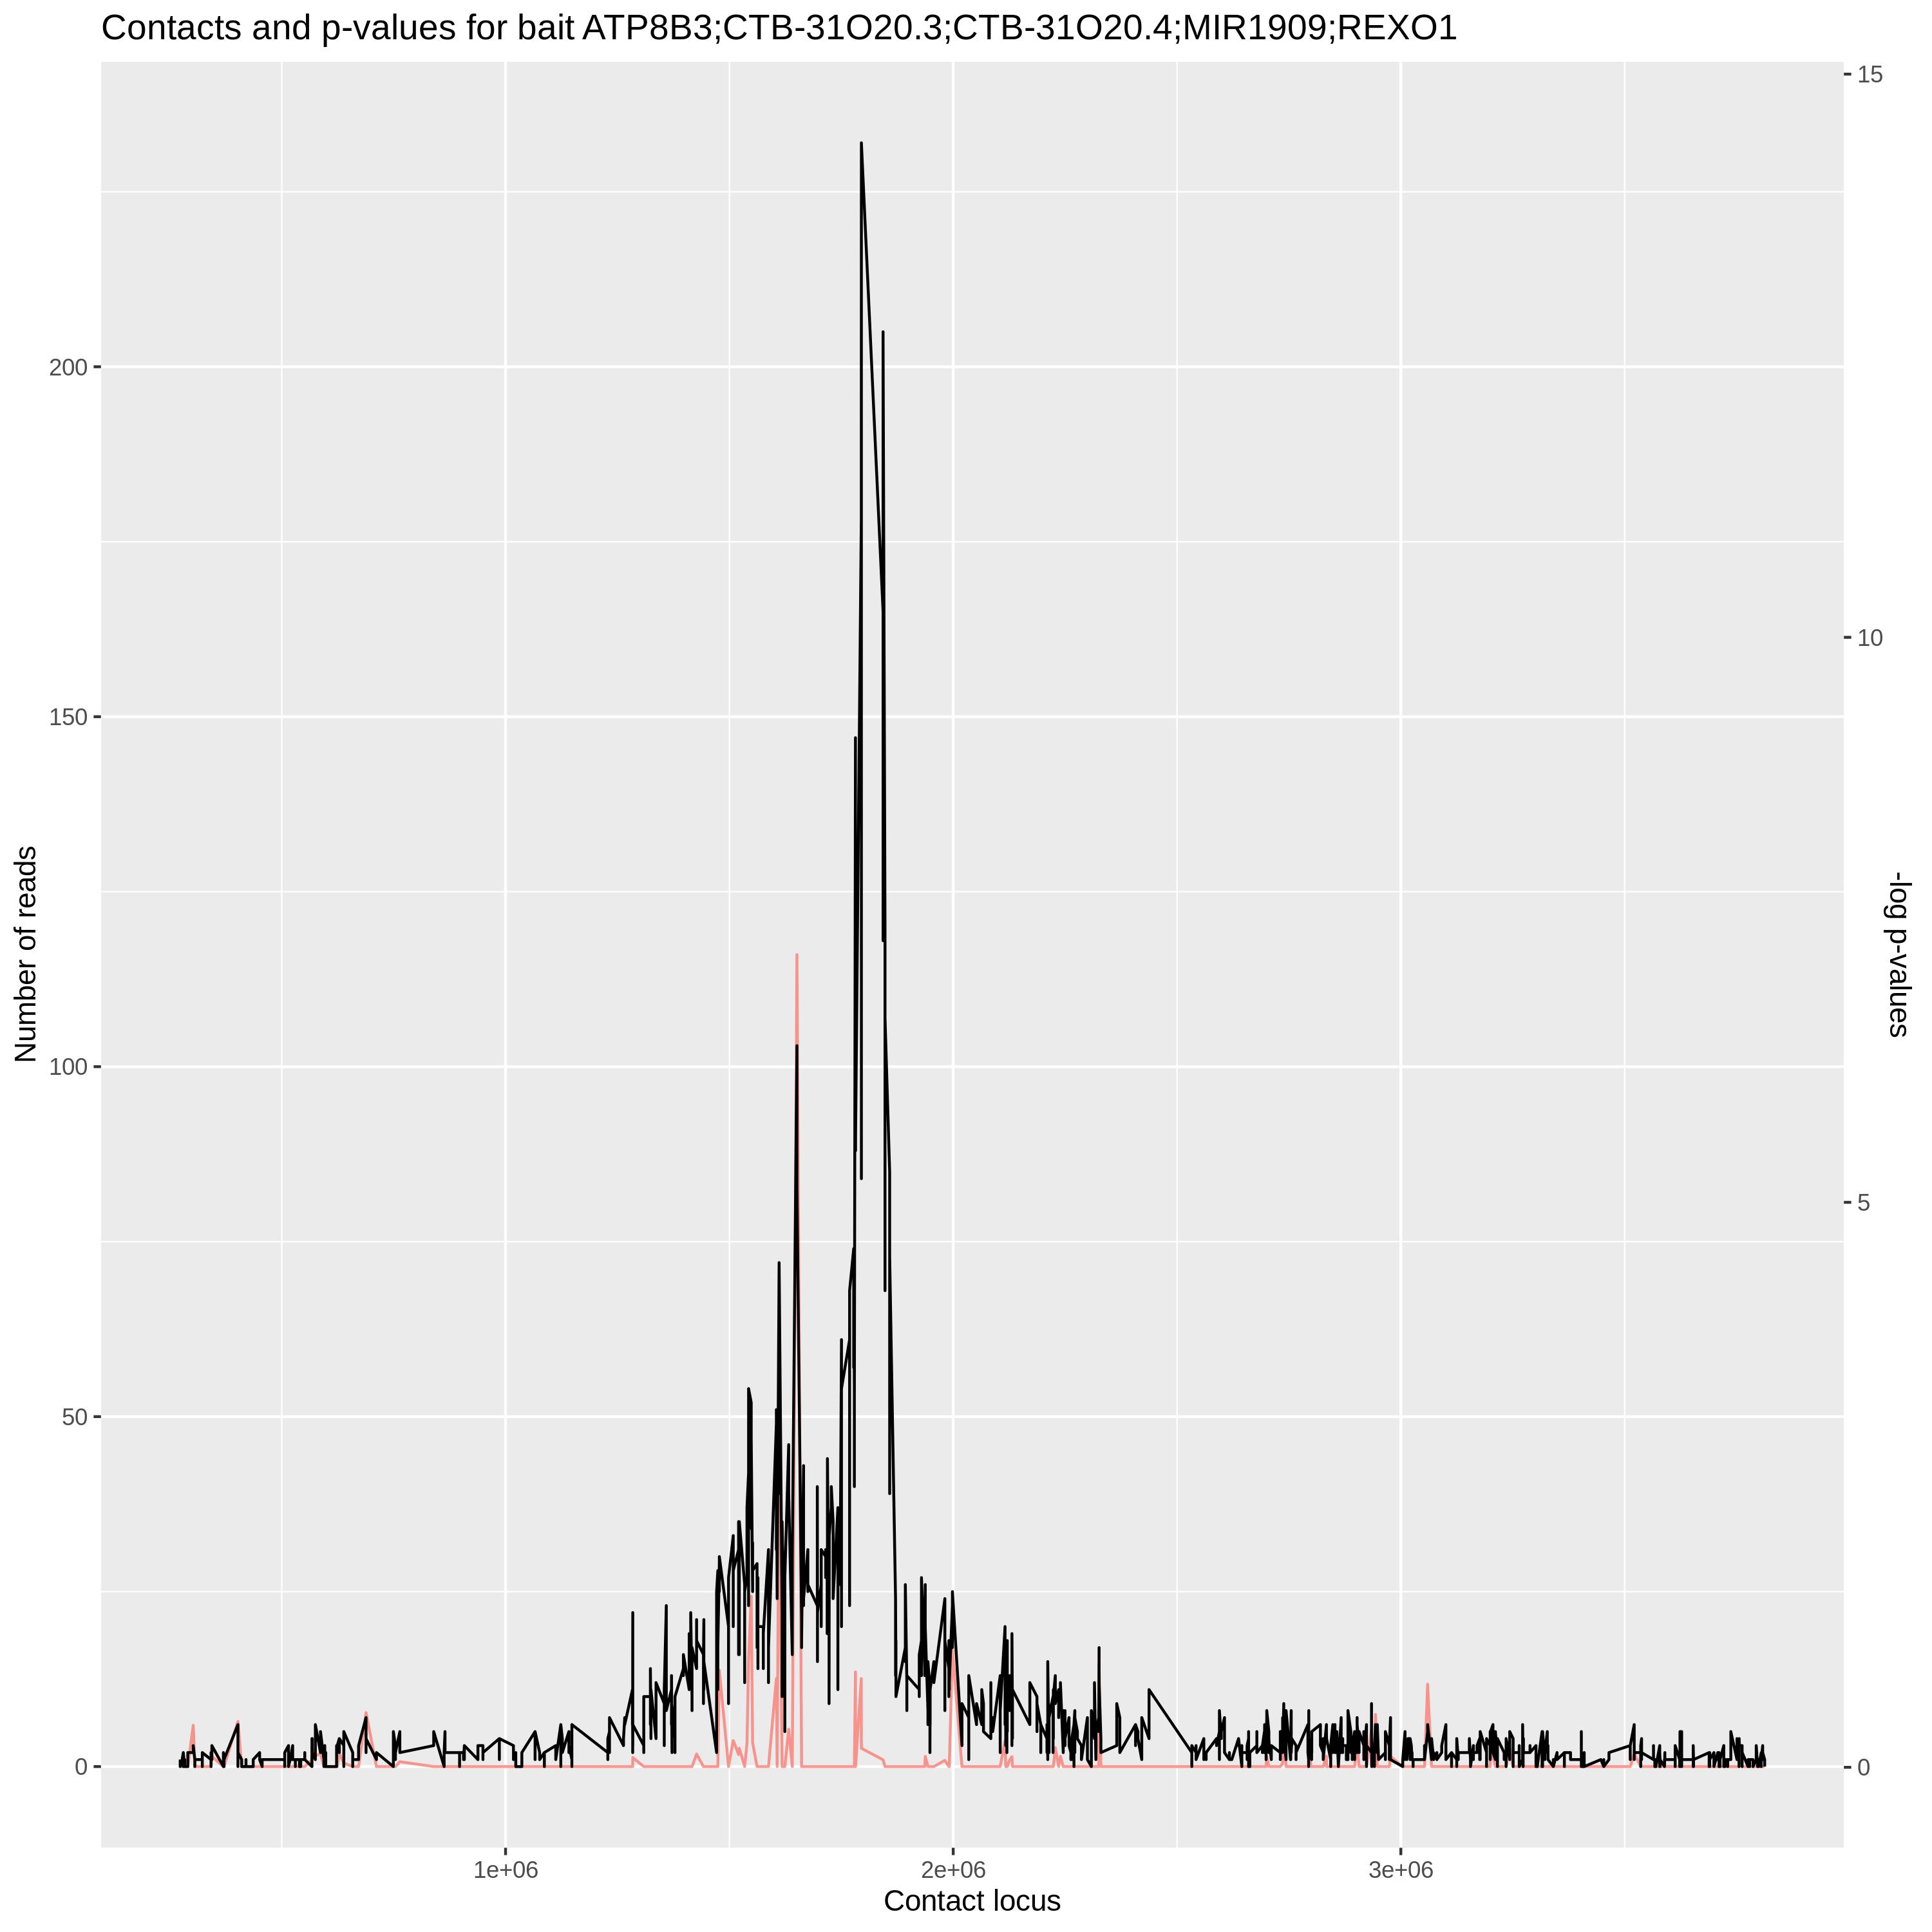 Contacts and p-values for bait ATP8B3;CTB-31O20.3;CTB-31O20.4;MIR1909;REXO1
15
200
10
150
Number of reads
-log p-values
100
5
50
0
0
1e+06
2e+06
3e+06
Contact locus